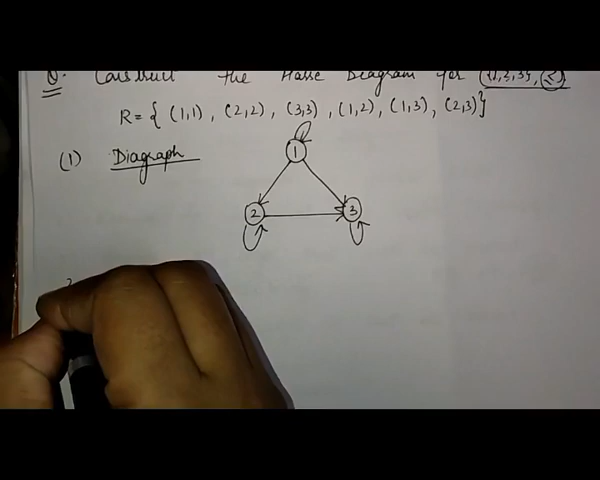 Q. Construct the Hasse Diagram for ({1,2,3}, ≤)
R = { (1,1) , (2,2) , (3,3) , (1,2) , (1,3) , (2,3)}
(1) Diagraph
1
2 3